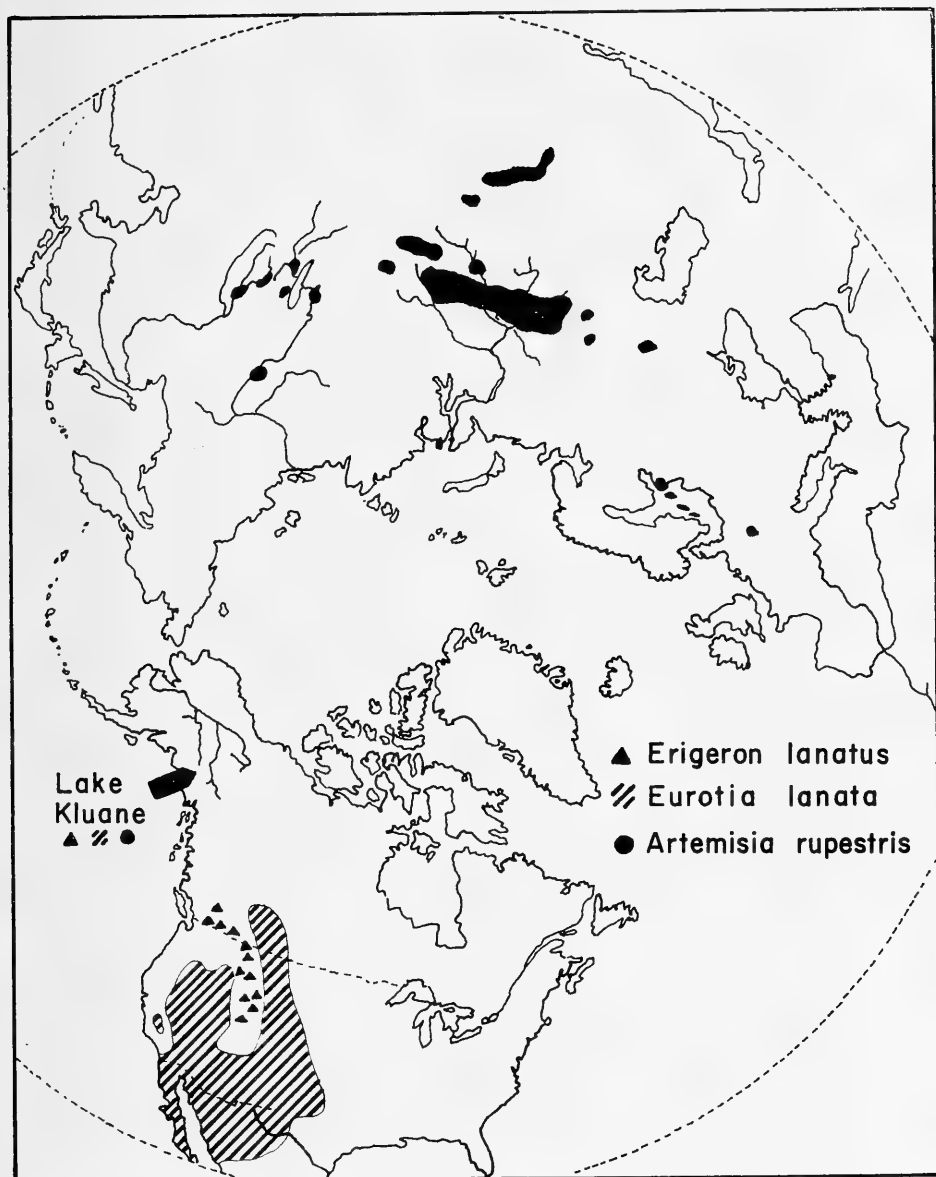 Lake
Kluane
Erigeron lanatus
Eurotia lanata
Artemisia rupestris